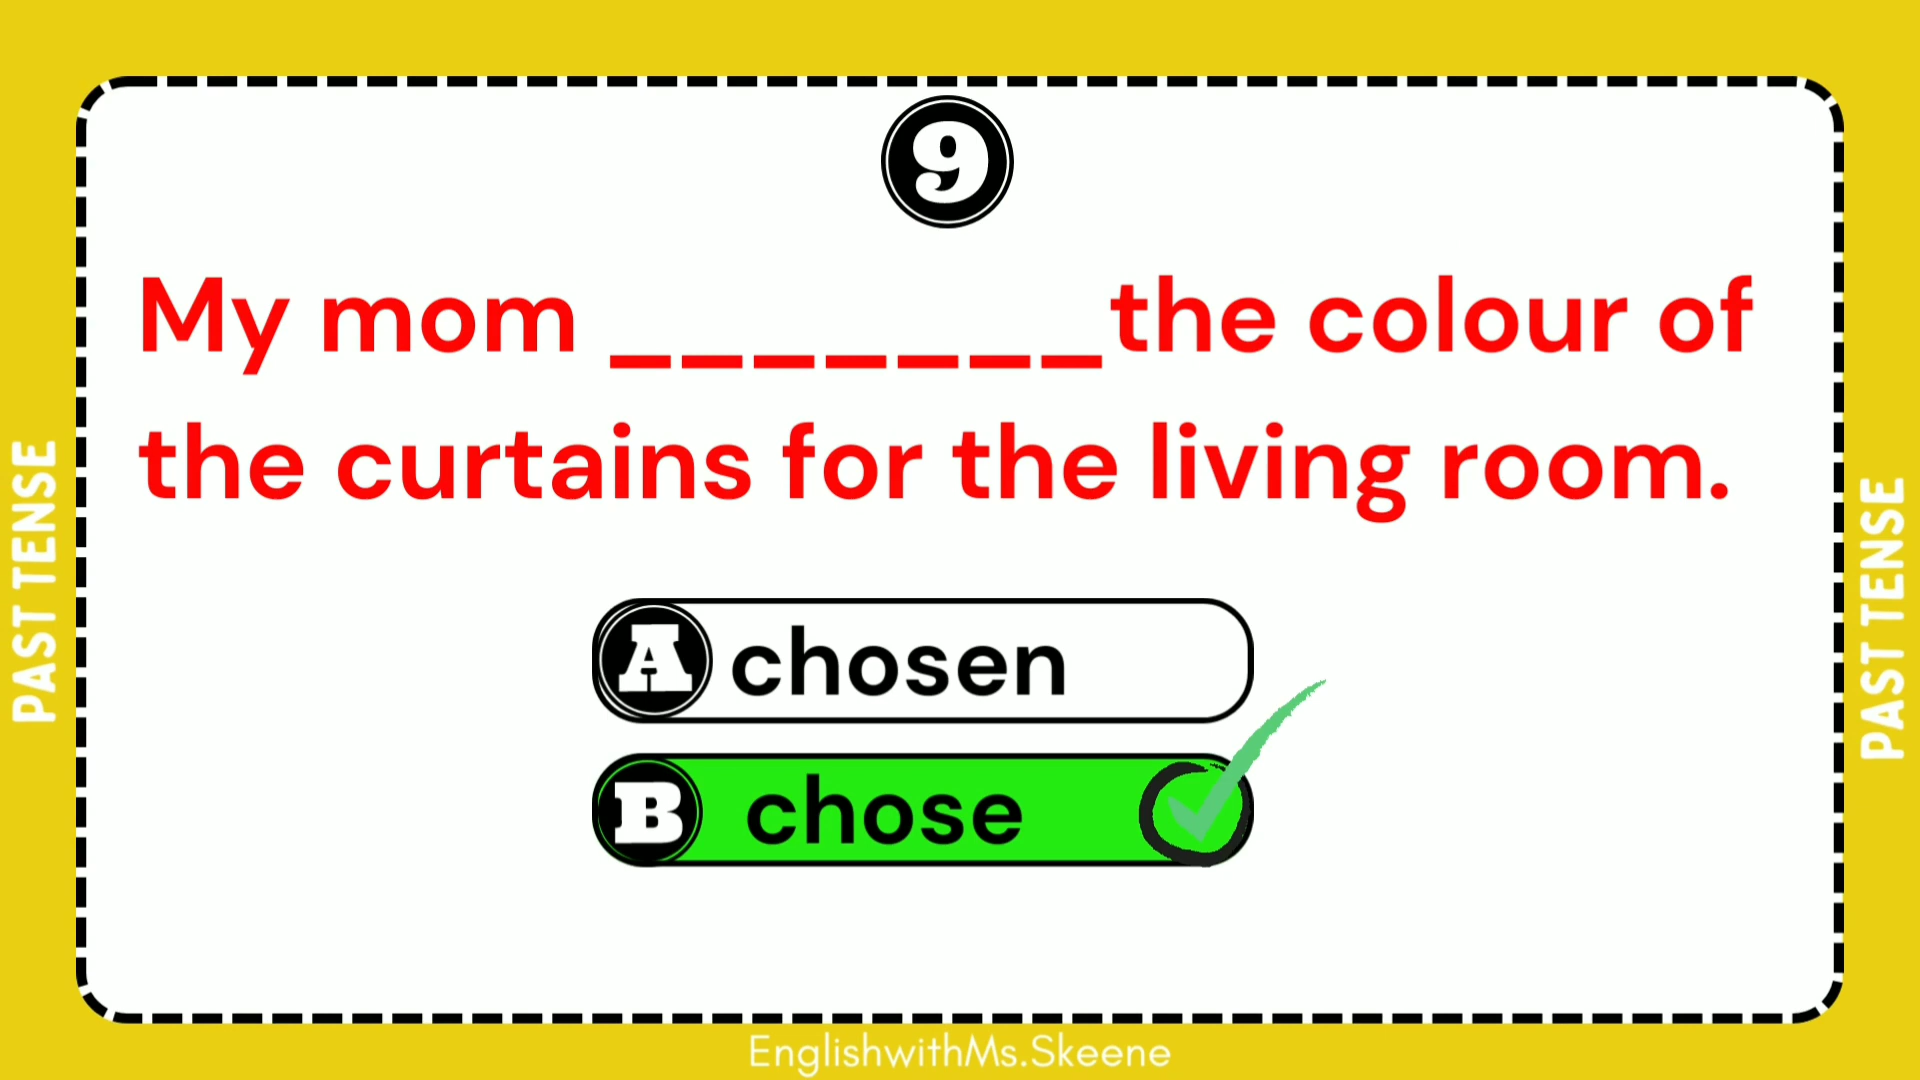 9
My mom _______the colour of
the curtains for the living room.
PAST TENSE
PAST TENSE
A chosen
B chose
EnglishwithMs.Skeene